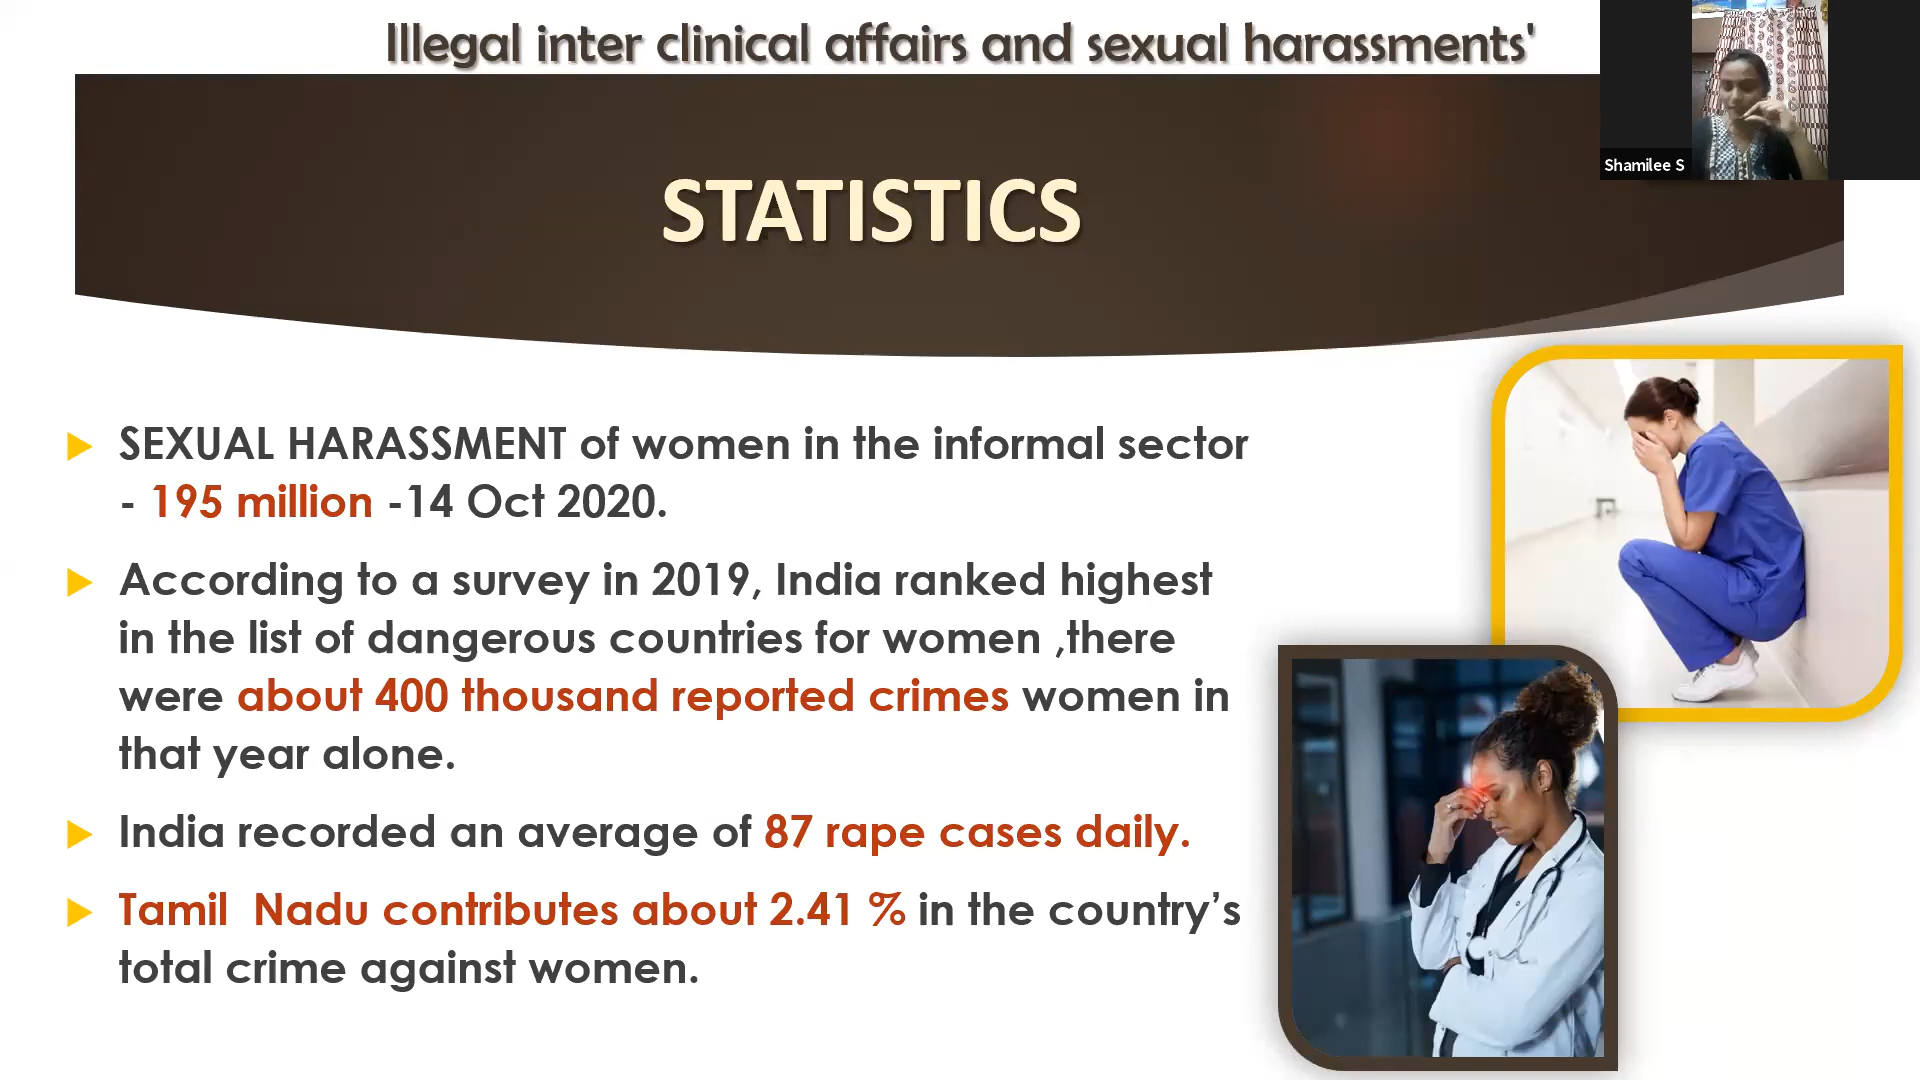 Illegal inter clinical affairs and sexual harassments'
Shamilee S
STATISTICS
SEXUAL HARASSMENT of women in the informal sector
- 195 million -14 Oct 2020.
According to a survey in 2019, India ranked highest
in the list of dangerous countries for women ,there
were about 400 thousand reported crimes women in
that year alone.
India recorded an average of 87 rape cases daily.
Tamil Nadu contributes about 2.41 % in the country’s
total crime against women.